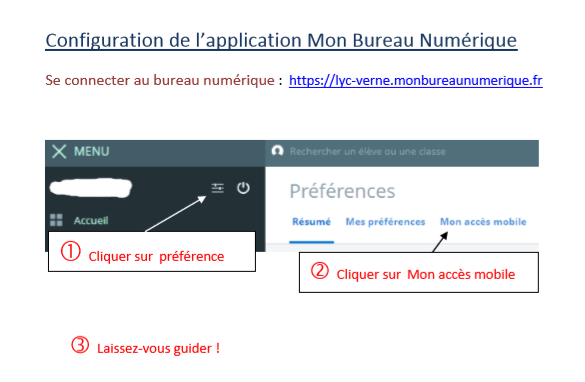 Configuration de l’application Mon Bureau Numérique
Se connecter au bureau numérique : https://lyc-verne.monbureaunumerique.fr
MENU
Rechercher un élève ou une classe
Préférences
Accueil
Résumé Mes préférences Mon accès mobile
① Cliquer sur préférence
② Cliquer sur Mon accès mobile
③ Laissez-vous guider !